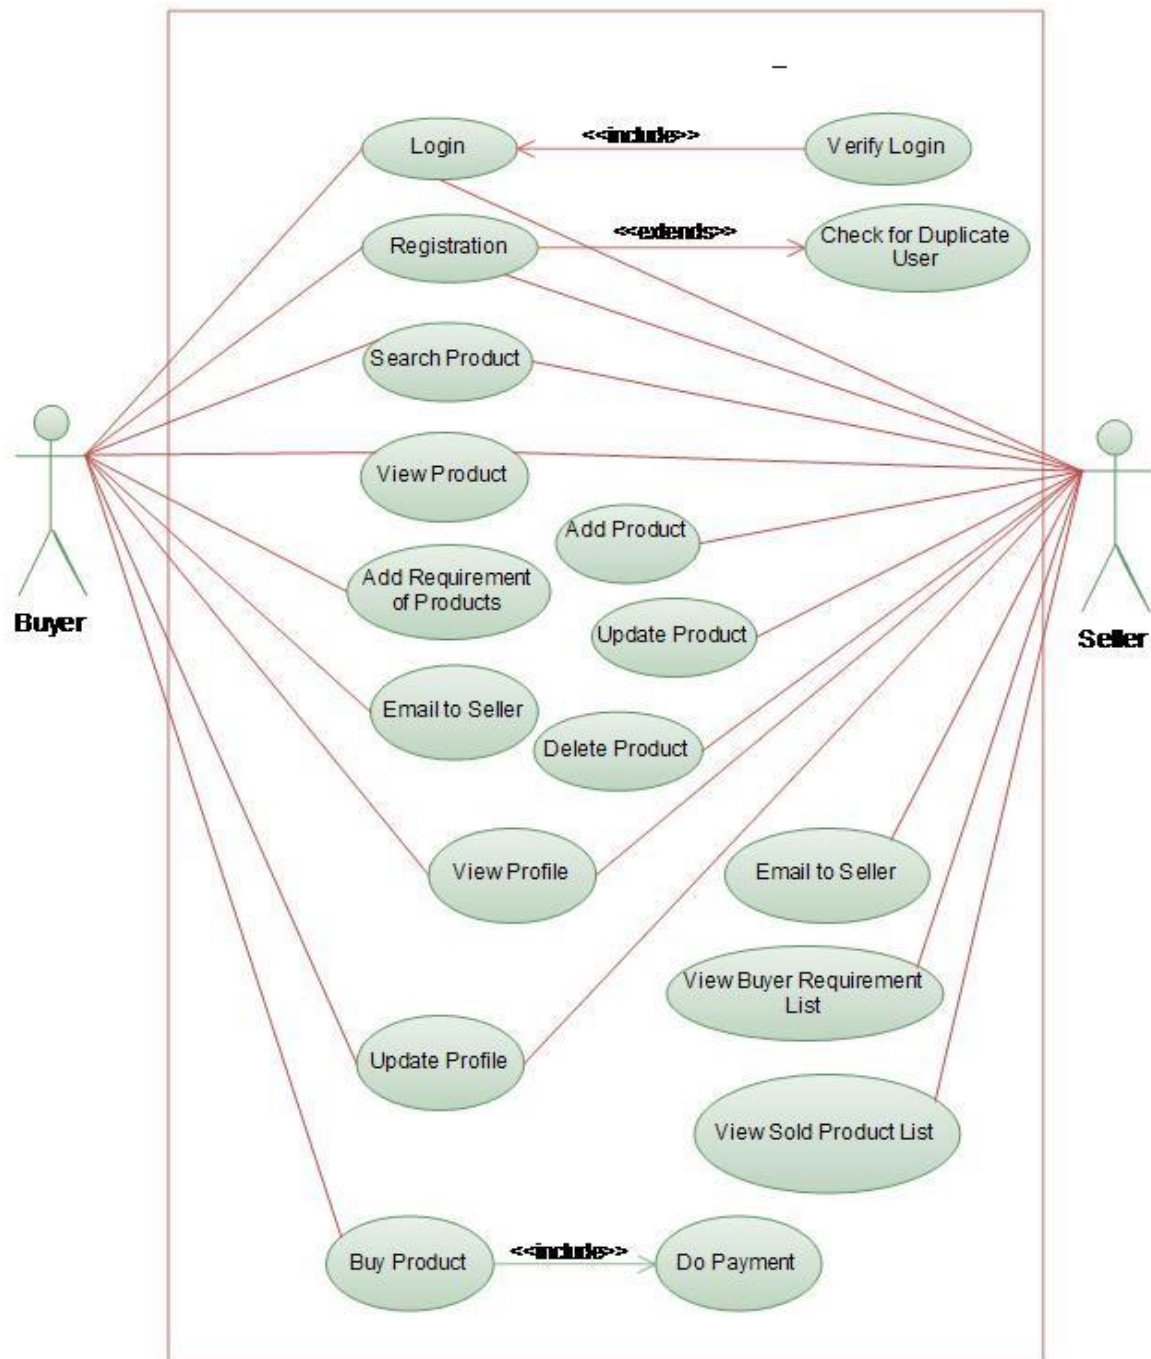 Login
<<include>>
Verify Login
Registration
<<extends>>
Check for Duplicate
User
Search Product
View Product
Add Product
Add Requirement
of Products
Buyer
Update Product
Seller
Email to Seller
Delete Product
View Profile
Email to Seller
View Buyer Requirement
List
Update Profile
View Sold Product List
Buy Product
<<include>>
Do Payment